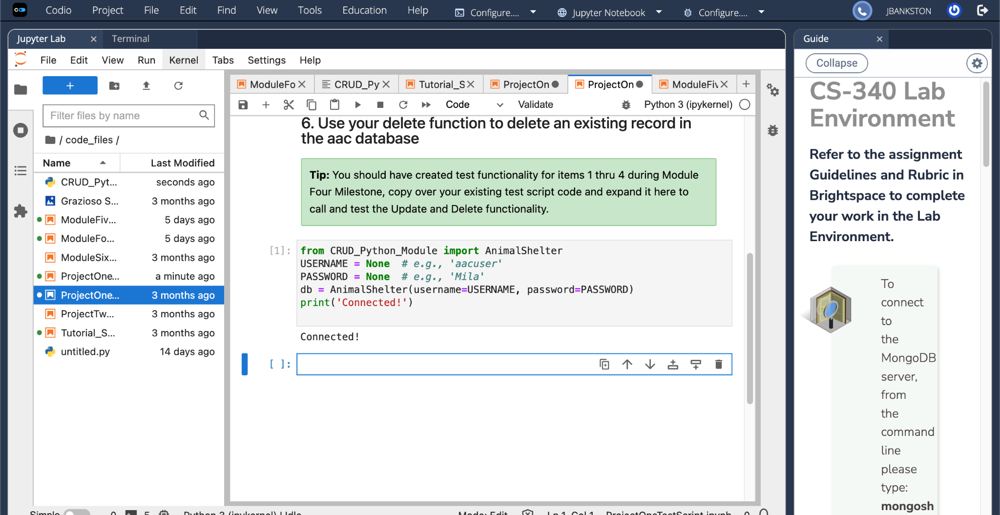 Codio Project File Edit Find View Tools Education Help Configure.... Jupyter Notebook Configure.... JBANKSTON
Jupyter Lab Terminal
File Edit View Run Kernel Tabs Settings Help
Filter files by name
/ code_files /
Name Last Modified
CRUD_Pyt... seconds ago
Grazioso S... 3 months ago
ModuleFiv... 5 days ago
ModuleFo... 5 days ago
ModuleSix... 3 months ago
ProjectOne... a minute ago
ProjectOne... 3 months ago
ProjectTw... 3 months ago
Tutorial_S... 3 months ago
untitled.py 14 days ago
ModuleFo CRUD_Py Tutorial_S ProjectOn ProjectOn ModuleFiv
Code Validate Python 3 (ipykernel)
6. Use your delete function to delete an existing record in
the aac database
Tip: You should have created test functionality for items 1 thru 4 during Module
Four Milestone, copy over your existing test script code and expand it here to
call and test the Update and Delete functionality.
[1]: from CRUD_Python_Module import AnimalShelter
USERNAME = None # e.g., 'aacuser'
PASSWORD = None # e.g., 'Mila'
db = AnimalShelter(username=USERNAME, password=PASSWORD)
print('Connected!')
Connected!
[ ]:
Simple 0 5 Python 3 (ipykernel) | Idle Mode: Edit Ln 1, Col 1 ProjectOneTestScript.ipynb 0
Guide
Collapse
CS-340 Lab
Environment
Refer to the assignment
Guidelines and Rubric in
Brightspace to complete
your work in the Lab
Environment.
To
connect
to
the
MongoDB
server,
from
the
command
line
please
type:
mongosh